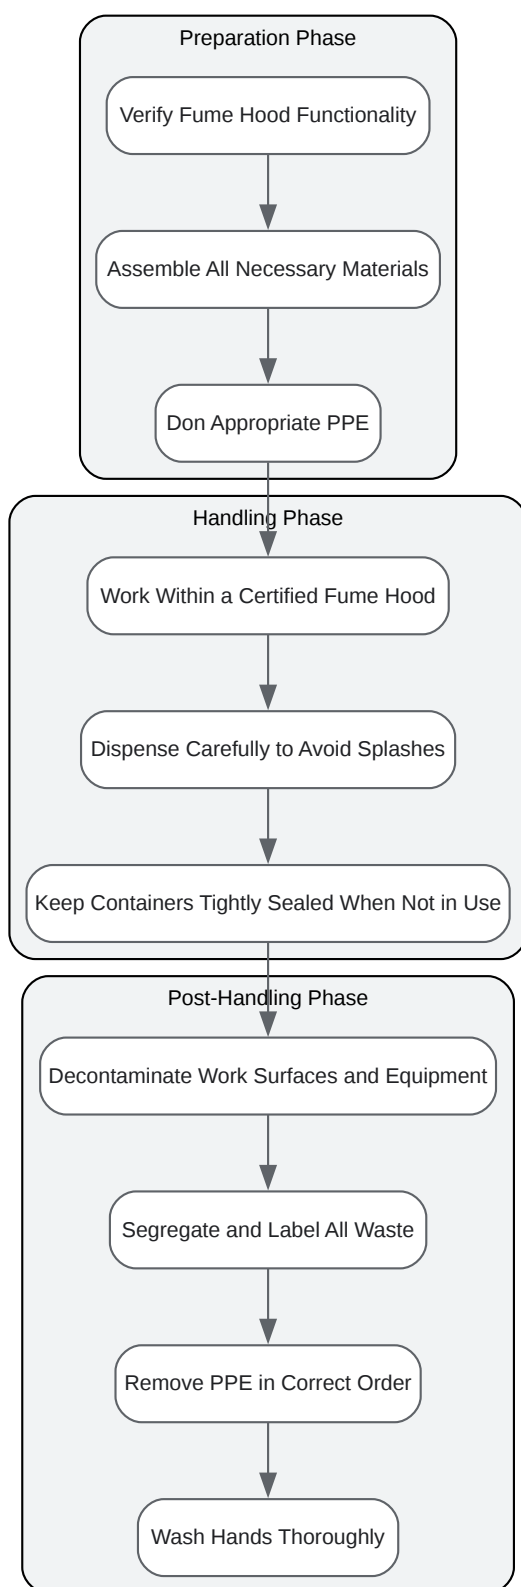 Preparation Phase
Verify Fume Hood Functionality
Assemble All Necessary Materials
Don Appropriate PPE
Handling Phase
Work Within a Certified Fume Hood
Dispense Carefully to Avoid Splashes
Keep Containers Tightly Sealed When Not in Use
Post-Handling Phase
Decontaminate Work Surfaces and Equipment
Segregate and Label All Waste
Remove PPE in Correct Order
Wash Hands Thoroughly